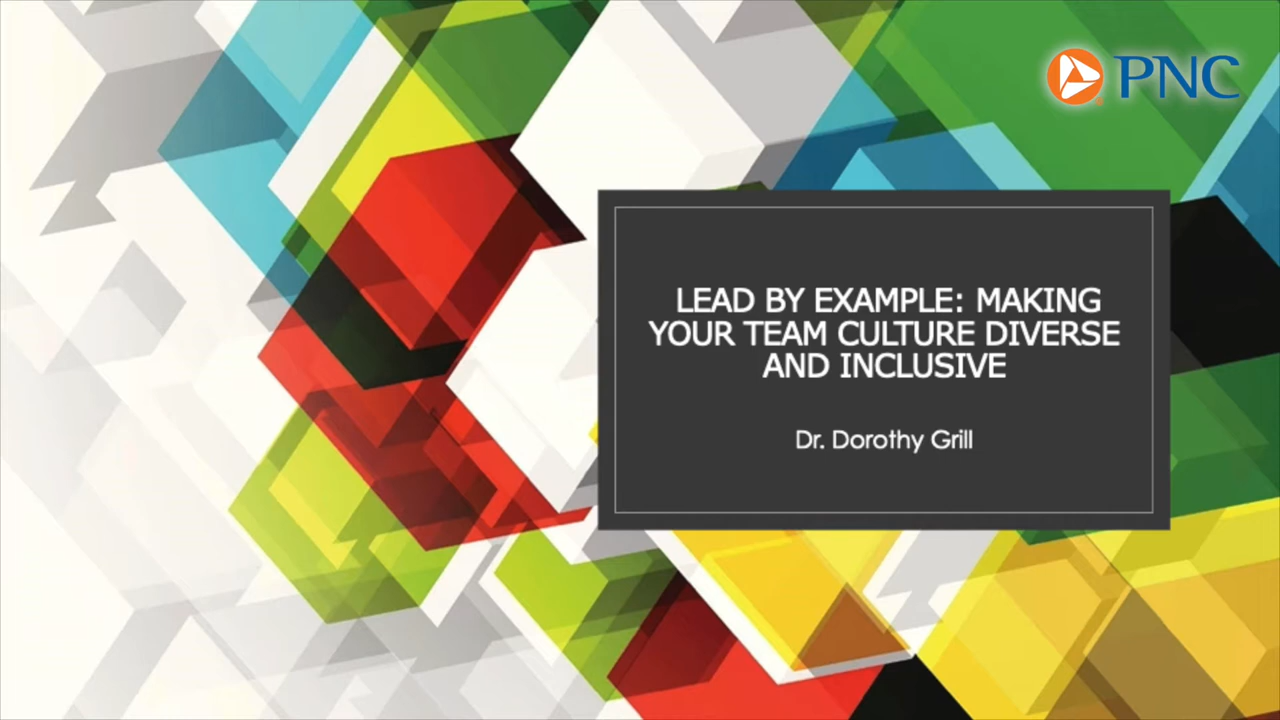 PNC
LEAD BY EXAMPLE: MAKING
YOUR TEAM CULTURE DIVERSE
AND INCLUSIVE
Dr. Dorothy Grill